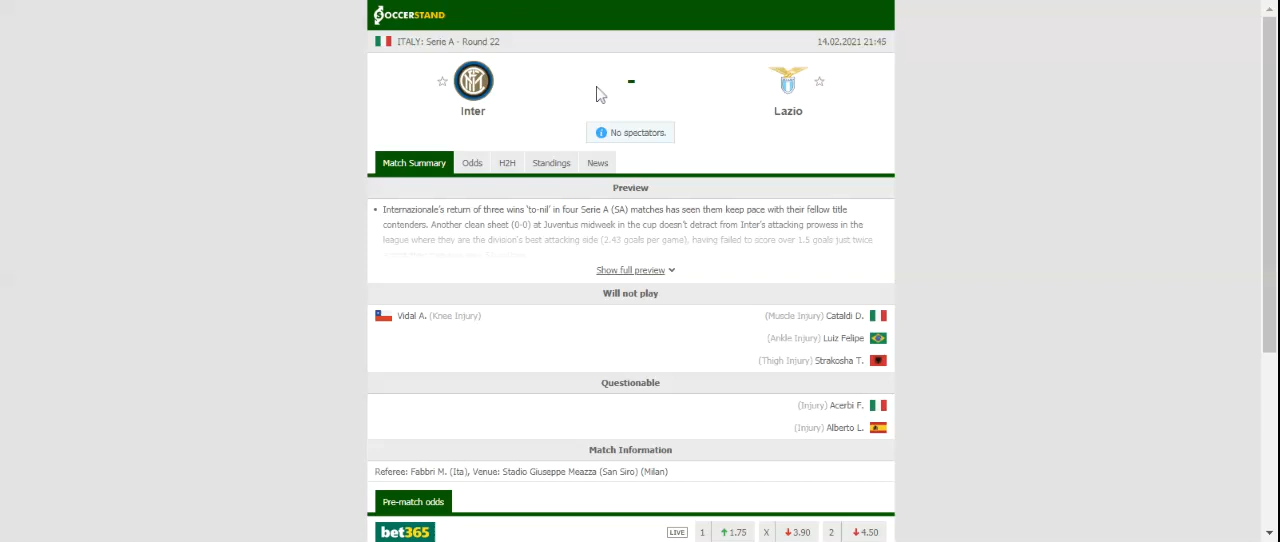 SOCCERSTAND
ITALY: Serie A - Round 22 14.02.2021 21:45
-
Inter Lazio
No spectators.
Match Summary Odds H2H Standings News
Preview
• Internazionale's return of three wins 'to-nil' in four Serie A (SA) matches has seen them keep pace with their fellow title
contenders. Another clean sheet (0-0) at Juventus midweek in the cup doesn't detract from Inter's attacking prowess in the
league where they are the division's best attacking side (2.43 goals per game), having failed to score over 1.5 goals just twice
Show full preview
Will not play
Vidal A. (Knee Injury) (Muscle Injury) Cataldi D.
(Ankle Injury) Luiz Felipe
(Thigh Injury) Strakosha T.
Questionable
(Injury) Acerbi F.
(Injury) Alberto L.
Match Information
Referee: Fabbri M. (Ita), Venue: Stadio Giuseppe Meazza (San Siro) (Milan)
Pre-match odds
bet365 LIVE 1 1.75 X 3.90 2 4.50